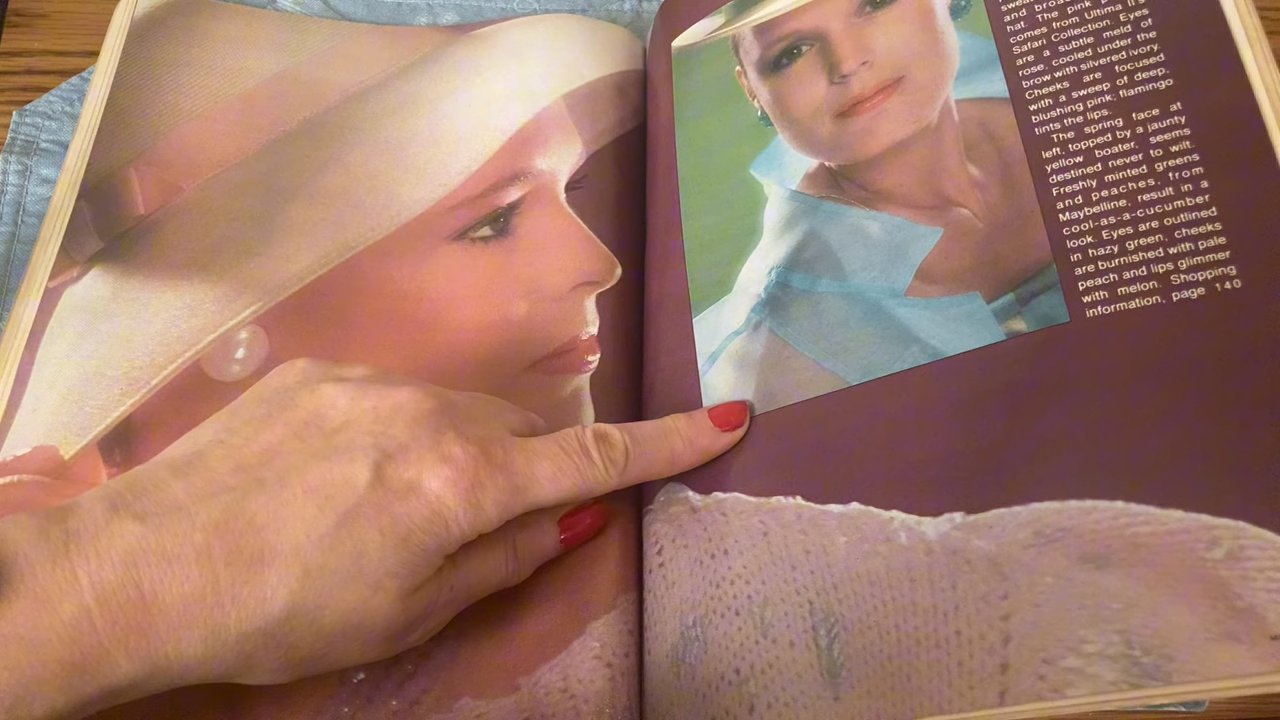 and broad
hat. The pink p
comes from Ultima II's
Safari Collection. Eyes
are a subtle meld of
rose, cooled under the
brow with silvered ivory.
Cheeks are focused
with a sweep of deep,
blushing pink; flamingo
tints the lips.
The spring face at
left, topped by a jaunty
yellow boater, seems
destined never to wilt.
Freshly minted greens
and peaches, from
Maybelline, result in a
cool-as-a-cucumber
look. Eyes are outlined
in hazy green, cheeks
are burnished with pale
peach and lips glimmer
with melon. Shopping
information, page 140